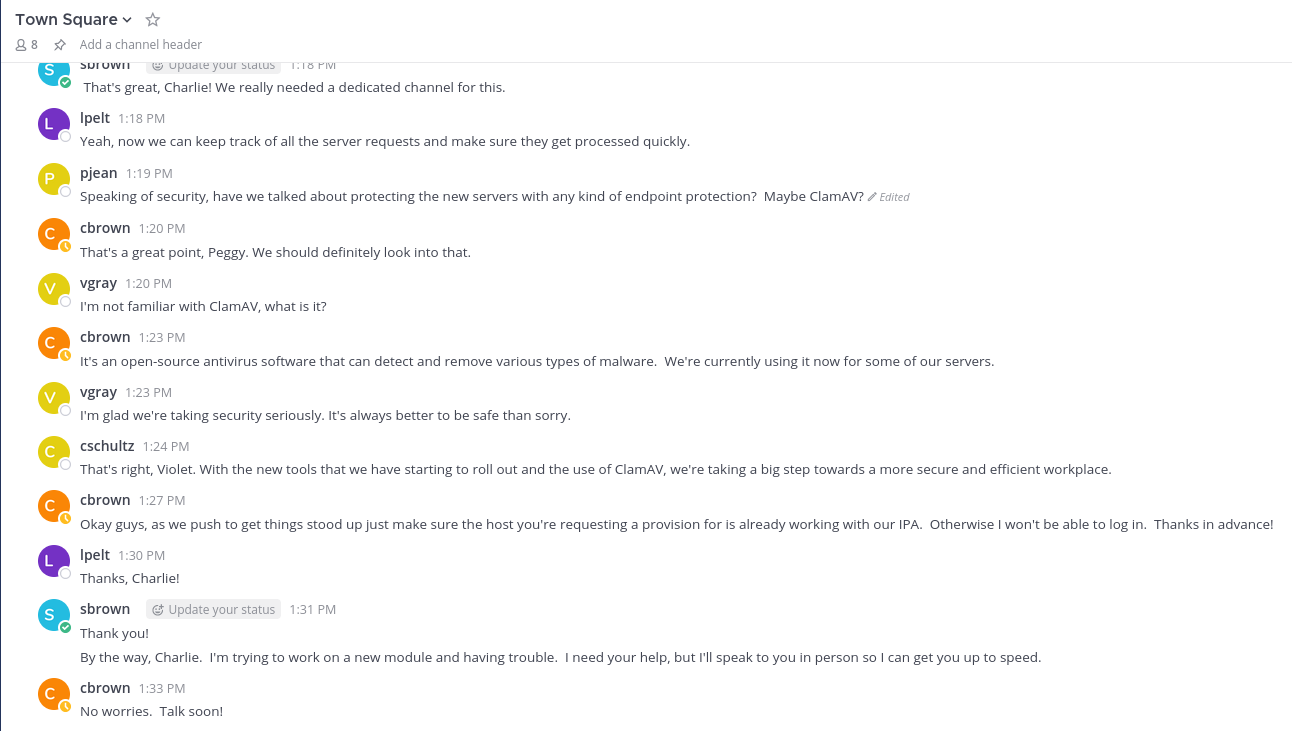 Town Square
8 Add a channel header
sbrown Update your status 1:18 PM
That's great, Charlie! We really needed a dedicated channel for this.
L
lpelt 1:18 PM
Yeah, now we can keep track of all the server requests and make sure they get processed quickly.
P
pjean 1:19 PM
Speaking of security, have we talked about protecting the new servers with any kind of endpoint protection?  Maybe ClamAV? Edited
C
cbrown 1:20 PM
That's a great point, Peggy. We should definitely look into that.
V
vgray 1:20 PM
I'm not familiar with ClamAV, what is it?
C
cbrown 1:23 PM
It's an open-source antivirus software that can detect and remove various types of malware.  We're currently using it now for some of our servers.
V
vgray 1:23 PM
I'm glad we're taking security seriously. It's always better to be safe than sorry.
C
cschultz 1:24 PM
That's right, Violet. With the new tools that we have starting to roll out and the use of ClamAV, we're taking a big step towards a more secure and efficient workplace.
C
cbrown 1:27 PM
Okay guys, as we push to get things stood up just make sure the host you're requesting a provision for is already working with our IPA.  Otherwise I won't be able to log in.  Thanks in advance!
L
lpelt 1:30 PM
Thanks, Charlie!
S
sbrown Update your status 1:31 PM
Thank you!
By the way, Charlie.  I'm trying to work on a new module and having trouble.  I need your help, but I'll speak to you in person so I can get you up to speed.
C
cbrown 1:33 PM
No worries.  Talk soon!